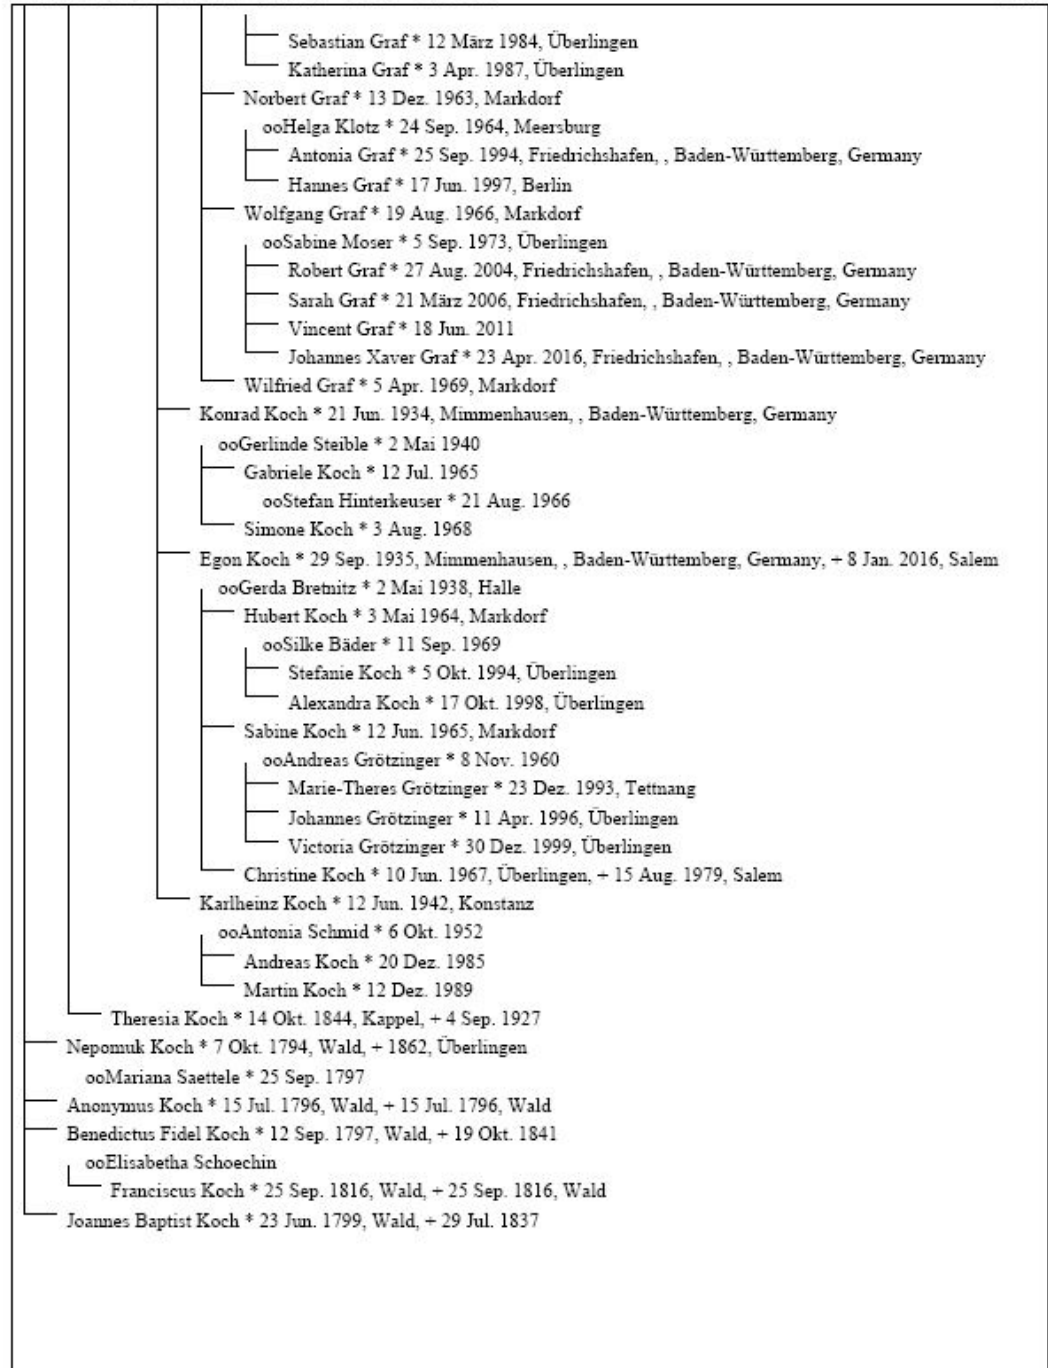 Sebastian Graf * 12 März 1984, Überlingen
Katherina Graf * 3 Apr. 1987, Überlingen
Norbert Graf * 13 Dez. 1963, Markdorf
ooHelga Klotz * 24 Sep. 1964, Meersburg
Antonia Graf * 25 Sep. 1994, Friedrichshafen, , Baden-Württemberg, Germany
Hannes Graf * 17 Jun. 1997, Berlin
Wolfgang Graf * 19 Aug. 1966, Markdorf
ooSabine Moser * 5 Sep. 1973, Überlingen
Robert Graf * 27 Aug. 2004, Friedrichshafen, , Baden-Württemberg, Germany
Sarah Graf * 21 März 2006, Friedrichshafen, , Baden-Württemberg, Germany
Vincent Graf * 18 Jun. 2011
Johannes Xaver Graf * 23 Apr. 2016, Friedrichshafen, , Baden-Württemberg, Germany
Wilfried Graf * 5 Apr. 1969, Markdorf
Konrad Koch * 21 Jun. 1934, Mimmenhausen, , Baden-Württemberg, Germany
ooGerlinde Steible * 2 Mai 1940
Gabriele Koch * 12 Jul. 1965
ooStefan Hinterkeuser * 21 Aug. 1966
Simone Koch * 3 Aug. 1968
Egon Koch * 29 Sep. 1935, Mimmenhausen, , Baden-Württemberg, Germany, + 8 Jan. 2016, Salem
ooGerda Bretnitz * 2 Mai 1938, Halle
Hubert Koch * 3 Mai 1964, Markdorf
ooSilke Bäder * 11 Sep. 1969
Stefanie Koch * 5 Okt. 1994, Überlingen
Alexandra Koch * 17 Okt. 1998, Überlingen
Sabine Koch * 12 Jun. 1965, Markdorf
ooAndreas Grötzinger * 8 Nov. 1960
Marie-Theres Grötzinger * 23 Dez. 1993, Tettnang
Johannes Grötzinger * 11 Apr. 1996, Überlingen
Victoria Grötzinger * 30 Dez. 1999, Überlingen
Christine Koch * 10 Jun. 1967, Überlingen, + 15 Aug. 1979, Salem
Karlheinz Koch * 12 Jun. 1942, Konstanz
ooAntonia Schmid * 6 Okt. 1952
Andreas Koch * 20 Dez. 1985
Martin Koch * 12 Dez. 1989
Theresia Koch * 14 Okt. 1844, Kappel, + 4 Sep. 1927
Nepomuk Koch * 7 Okt. 1794, Wald, + 1862, Überlingen
ooMariana Saettele * 25 Sep. 1797
Anonymus Koch * 15 Jul. 1796, Wald, + 15 Jul. 1796, Wald
Benedictus Fidel Koch * 12 Sep. 1797, Wald, + 19 Okt. 1841
ooElisabetha Schoechin
Franciscus Koch * 25 Sep. 1816, Wald, + 25 Sep. 1816, Wald
Joannes Baptist Koch * 23 Jun. 1799, Wald, + 29 Jul. 1837